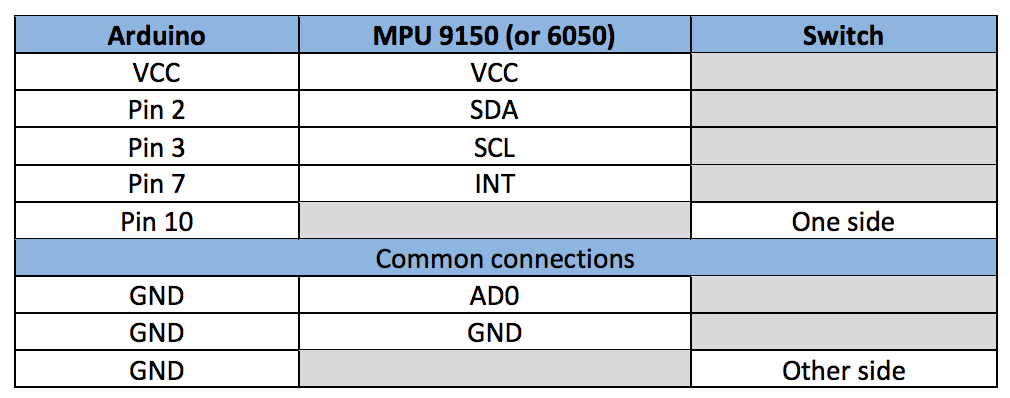 Arduino MPU 9150 (or 6050) Switch
VCC VCC
Pin 2 SDA
Pin 3 SCL
Pin 7 INT
Pin 10 One side
Common connections
GND AD0
GND GND
GND Other side